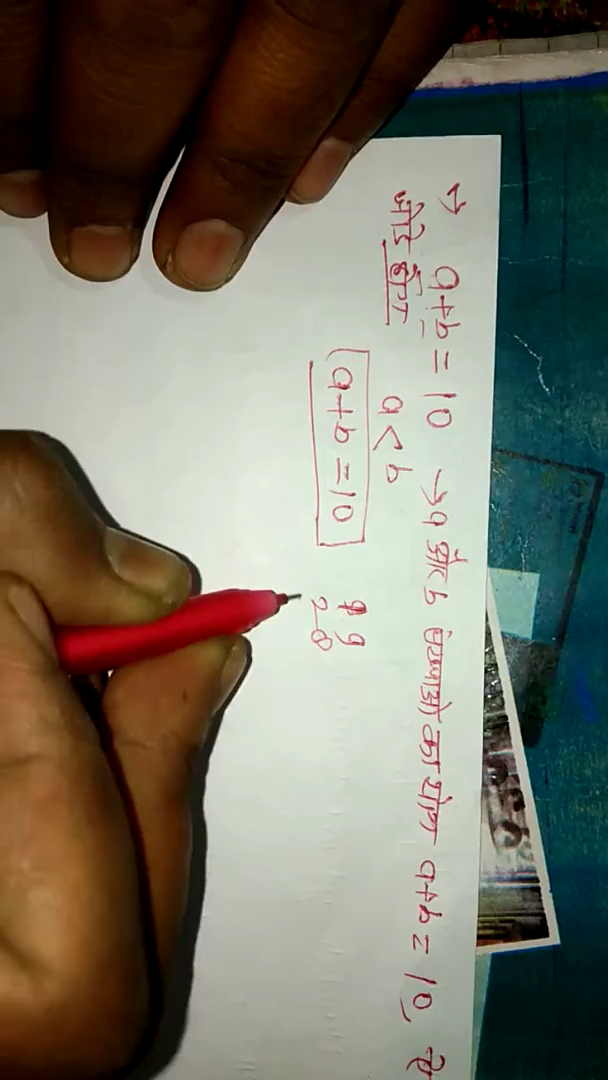 → a+b = 10 → a और b संख्याओं का योग a+b = 10,
जोड़े होंगे
a < b
a+b = 10
1 9
2 8